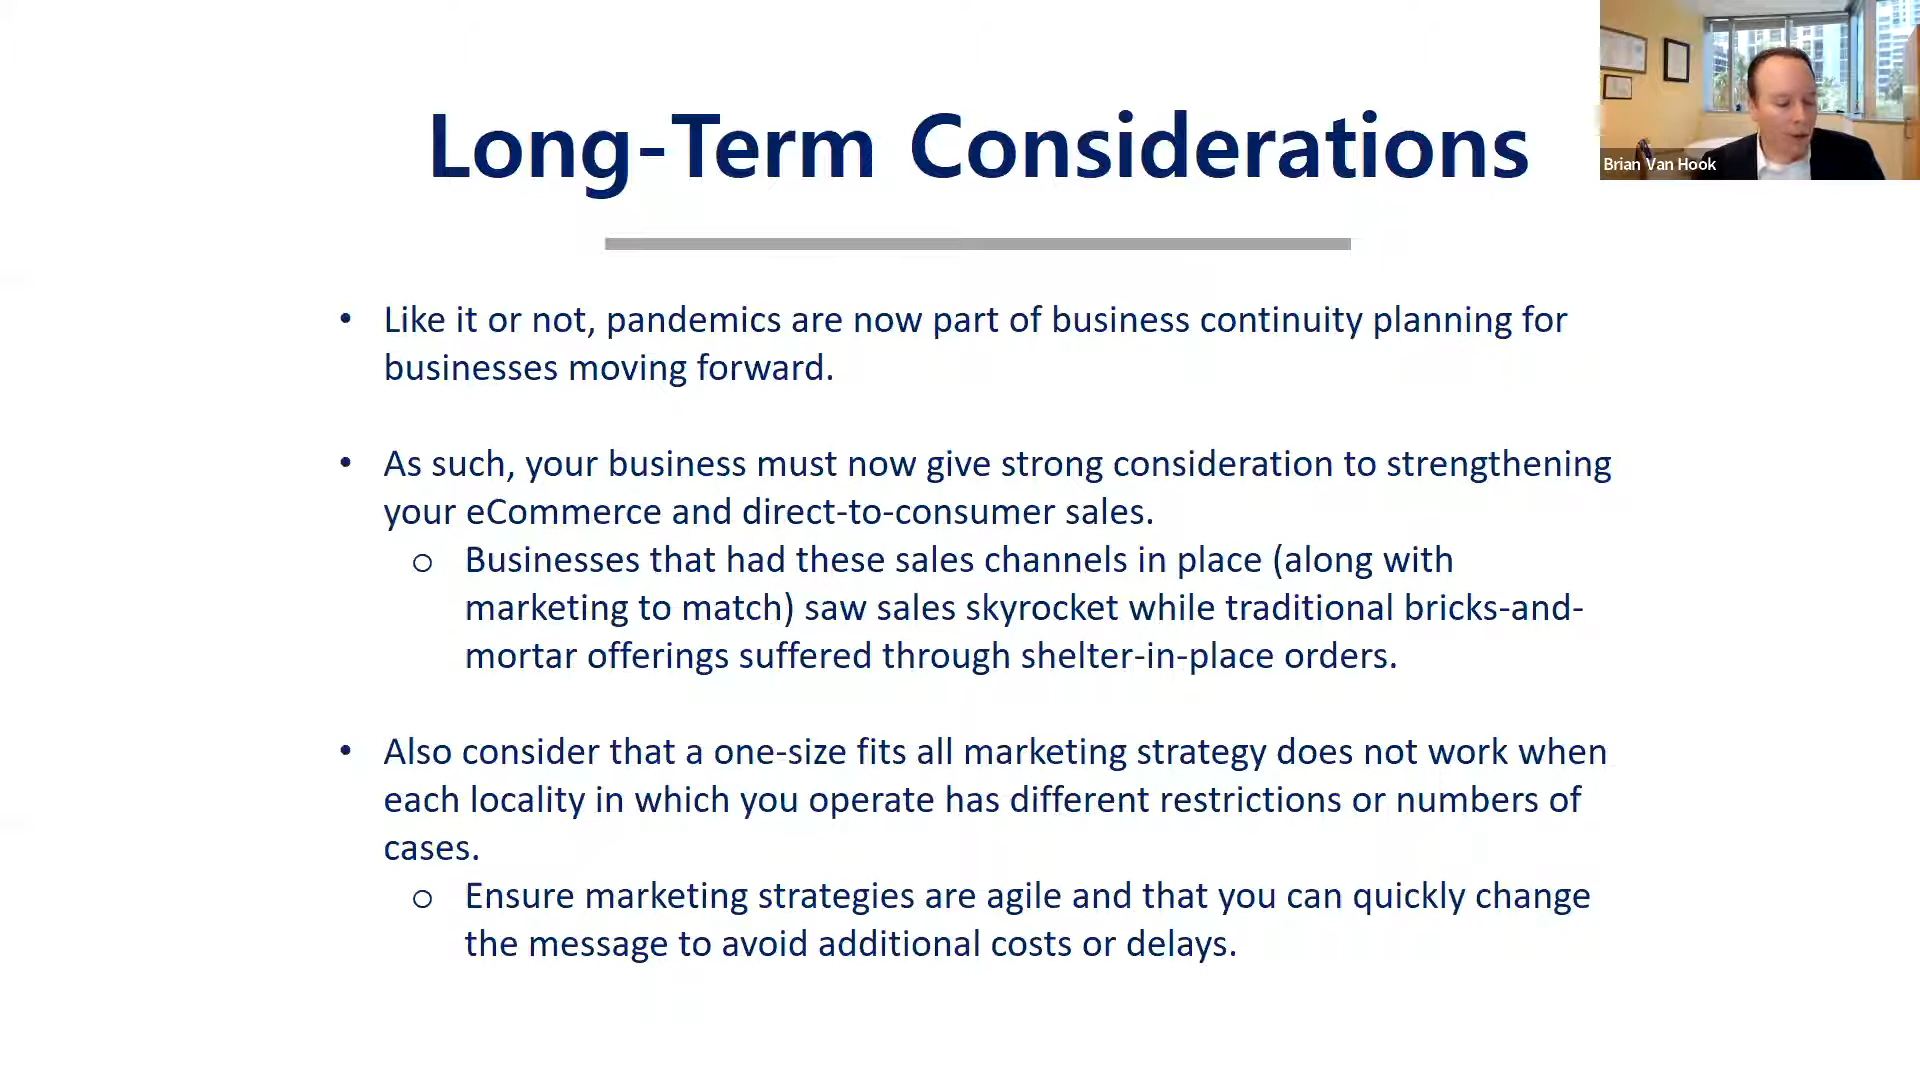 Long-Term Considerations
Brian Van Hook
• Like it or not, pandemics are now part of business continuity planning for
businesses moving forward.
• As such, your business must now give strong consideration to strengthening
your eCommerce and direct-to-consumer sales.
o Businesses that had these sales channels in place (along with
marketing to match) saw sales skyrocket while traditional bricks-and-
mortar offerings suffered through shelter-in-place orders.
• Also consider that a one-size fits all marketing strategy does not work when
each locality in which you operate has different restrictions or numbers of
cases.
o Ensure marketing strategies are agile and that you can quickly change
the message to avoid additional costs or delays.